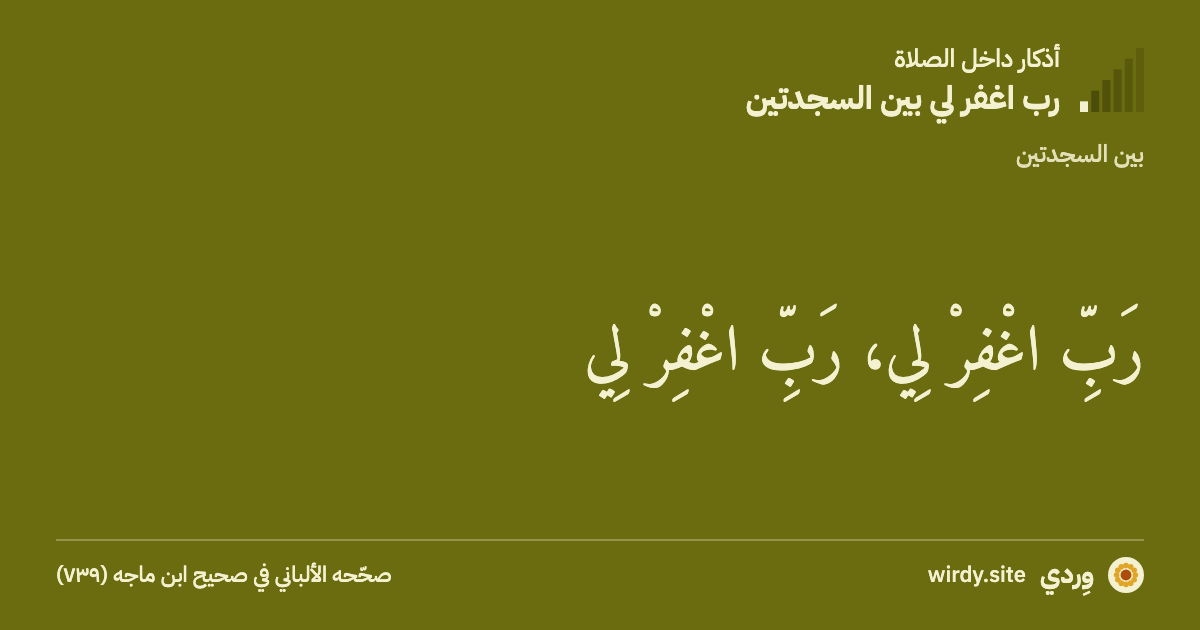 أذكار داخل الصلاة
رب اغفر لي بين السجدتين
بين السجدتين
رَبِّ اغْفِرْ لِي، رَبِّ اغْفِرْ لِي
وِردي wirdy.site
صحّحه الألباني في صحيح ابن ماجه (٧٣٩)